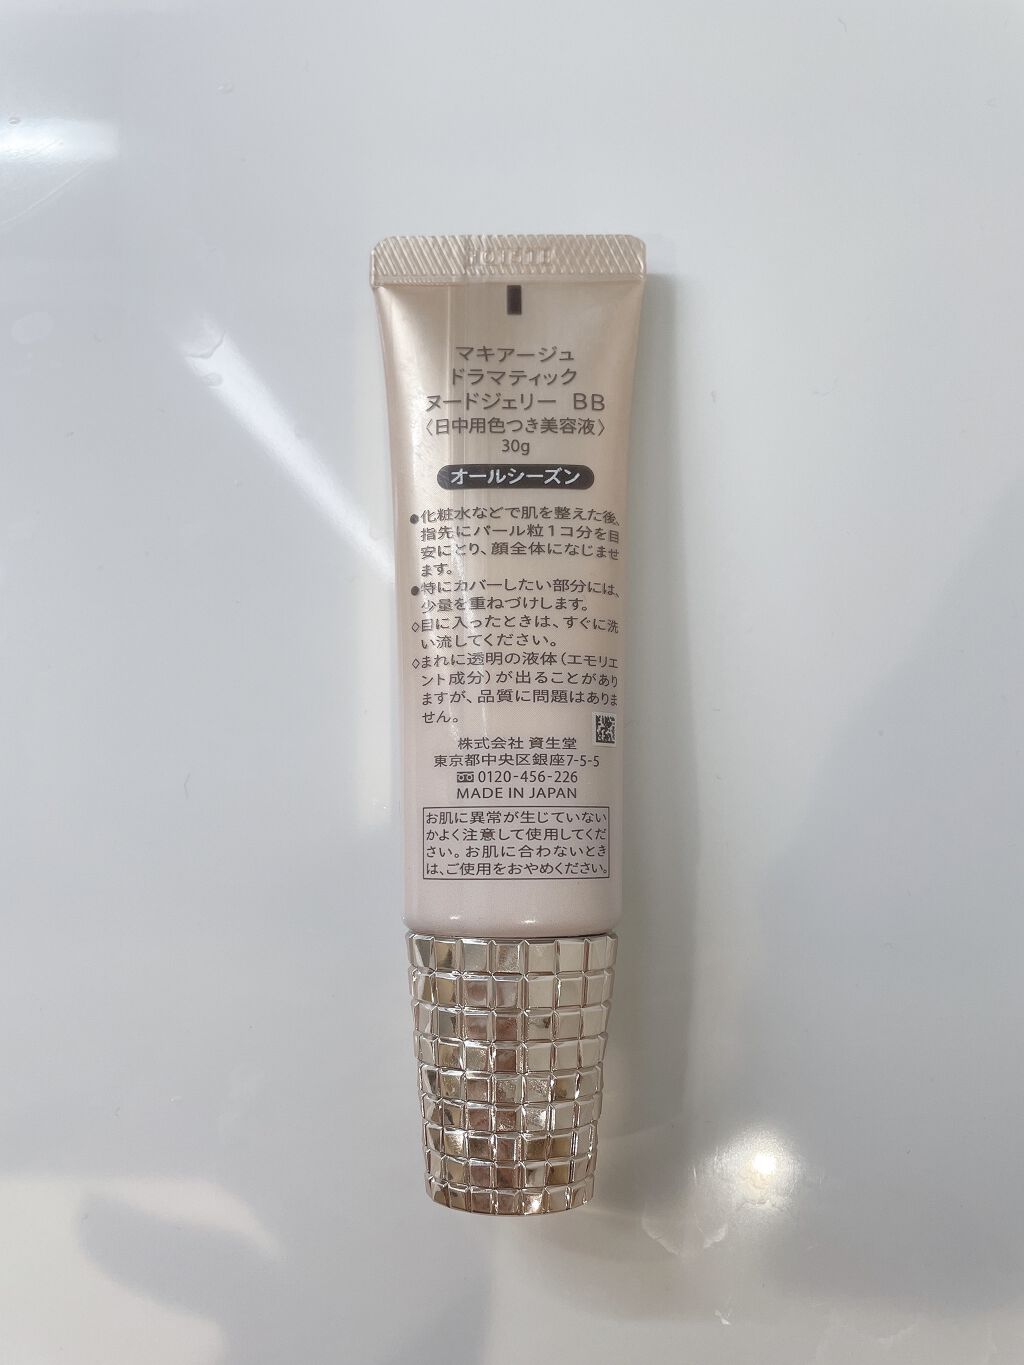 マキアージュ
ドラマティック
ヌードジェリー BB
〈日中用色つき美容液〉
30g
オールシーズン
●化粧水などで肌を整えた後、
指先にパール粒1コ分を目
安にとり、顔全体になじませ
ます。
●特にカバーしたい部分には、
少量を重ねづけします。
◇目に入ったときは、すぐに洗
い流してください。
◇まれに透明の液体(エモリエ
ント成分)が出ることがあり
ますが、品質に問題はありま
せん。
株式会社 資生堂
東京都中央区銀座7-5-5
0120-456-226
MADE IN JAPAN
お肌に異常が生じていない
かよく注意して使用してくだ
さい。お肌に合わないとき
は、ご使用をおやめください。